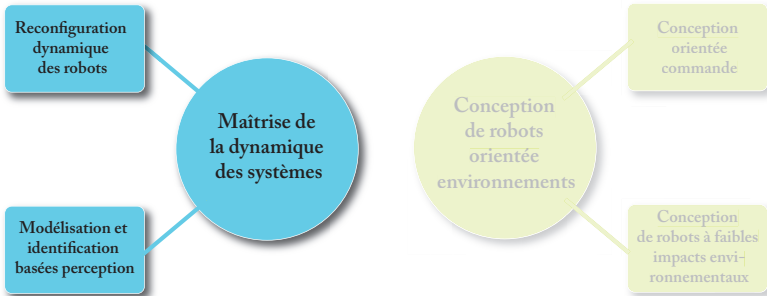 Reconfiguration
dynamique
des robots
Maîtrise de
la dynamique
des systèmes
Modélisation et
identification
basées perception
Conception
de robots
orientée
environnements
Conception
orientée
commande
Conception
de robots à faibles
impacts envi-
ronnementaux